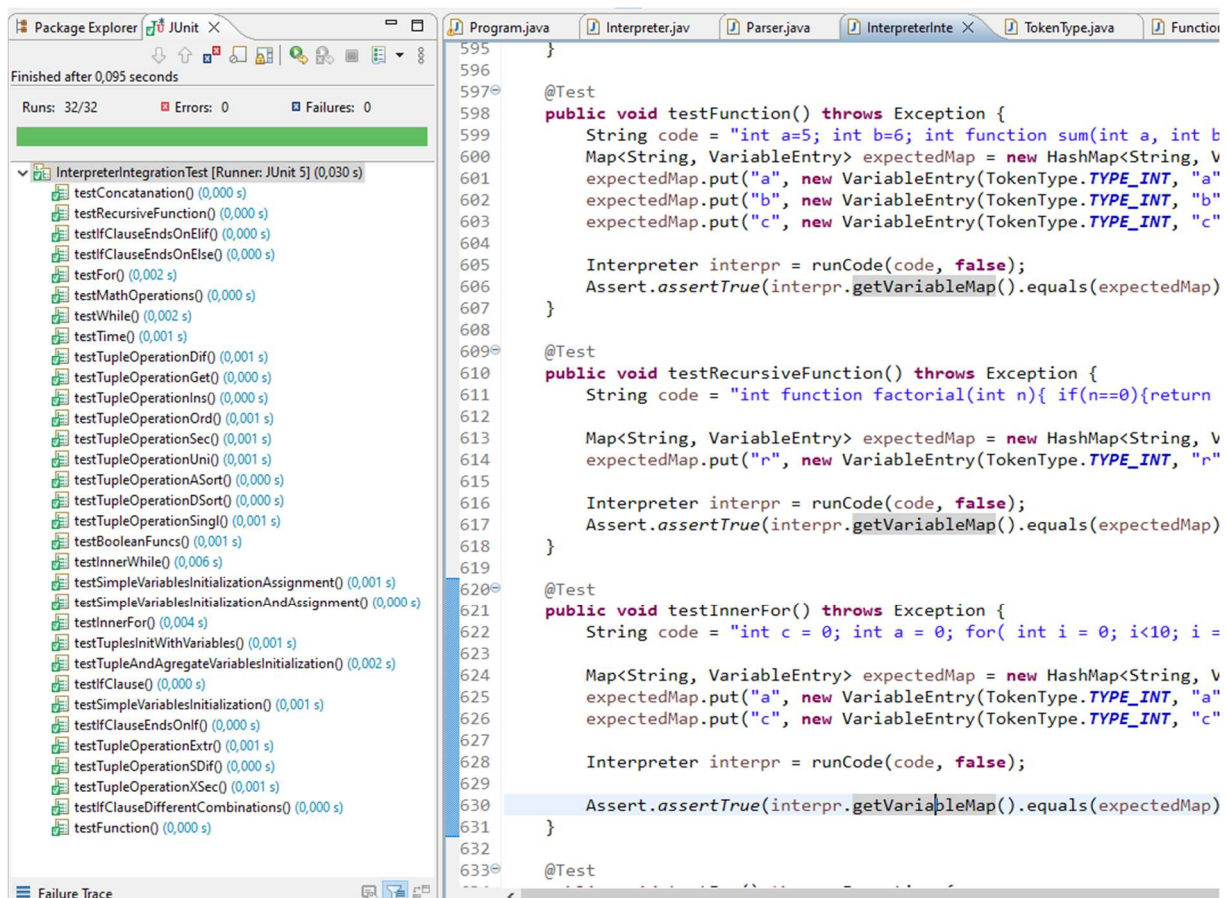 Package Explorer JUnit
Finished after 0,095 seconds
Runs: 32/32 Errors: 0 Failures: 0
InterpreterIntegrationTest [Runner: JUnit 5] (0,030 s)
testConcatanation() (0,000 s)
testRecursiveFunction() (0,000 s)
testIfClauseEndsOnElif() (0,000 s)
testIfClauseEndsOnElse() (0,000 s)
testFor() (0,002 s)
testMathOperations() (0,000 s)
testWhile() (0,002 s)
testTime() (0,001 s)
testTupleOperationDif() (0,001 s)
testTupleOperationGet() (0,000 s)
testTupleOperationIns() (0,000 s)
testTupleOperationOrd() (0,001 s)
testTupleOperationSec() (0,001 s)
testTupleOperationUni() (0,001 s)
testTupleOperationASort() (0,000 s)
testTupleOperationDSort() (0,000 s)
testTupleOperationSingl() (0,001 s)
testBooleanFuncs() (0,001 s)
testInnerWhile() (0,006 s)
testSimpleVariablesInitializationAssignment() (0,001 s)
testSimpleVariablesInitializationAndAssignment() (0,000 s)
testInnerFor() (0,004 s)
testTuplesInitWithVariables() (0,001 s)
testTupleAndAgregateVariablesInitialization() (0,002 s)
testIfClause() (0,000 s)
testSimpleVariablesInitialization() (0,001 s)
testIfClauseEndsOnIf() (0,000 s)
testTupleOperationExtr() (0,001 s)
testTupleOperationSDif() (0,000 s)
testTupleOperationXSec() (0,001 s)
testIfClauseDifferentCombinations() (0,000 s)
testFunction() (0,000 s)
Failure Trace
Program.java Interpreter.jav Parser.java InterpreterInte TokenType.java Function
595 }
596
597 @Test
598 public void testFunction() throws Exception {
599 String code = "int a=5; int b=6; int function sum(int a, int b
600 Map<String, VariableEntry> expectedMap = new HashMap<String, V
601 expectedMap.put("a", new VariableEntry(TokenType.TYPE_INT, "a"
602 expectedMap.put("b", new VariableEntry(TokenType.TYPE_INT, "b"
603 expectedMap.put("c", new VariableEntry(TokenType.TYPE_INT, "c"
604
605 Interpreter interpr = runCode(code, false);
606 Assert.assertTrue(interpr.getVariableMap().equals(expectedMap)
607 }
608
609 @Test
610 public void testRecursiveFunction() throws Exception {
611 String code = "int function factorial(int n){ if(n==0){return
612
613 Map<String, VariableEntry> expectedMap = new HashMap<String, V
614 expectedMap.put("r", new VariableEntry(TokenType.TYPE_INT, "r"
615
616 Interpreter interpr = runCode(code, false);
617 Assert.assertTrue(interpr.getVariableMap().equals(expectedMap)
618 }
619
620 @Test
621 public void testInnerFor() throws Exception {
622 String code = "int c = 0; int a = 0; for( int i = 0; i<10; i =
623
624 Map<String, VariableEntry> expectedMap = new HashMap<String, V
625 expectedMap.put("a", new VariableEntry(TokenType.TYPE_INT, "a"
626 expectedMap.put("c", new VariableEntry(TokenType.TYPE_INT, "c"
627
628 Interpreter interpr = runCode(code, false);
629
630 Assert.assertTrue(interpr.getVariableMap().equals(expectedMap)
631 }
632
633 @Test